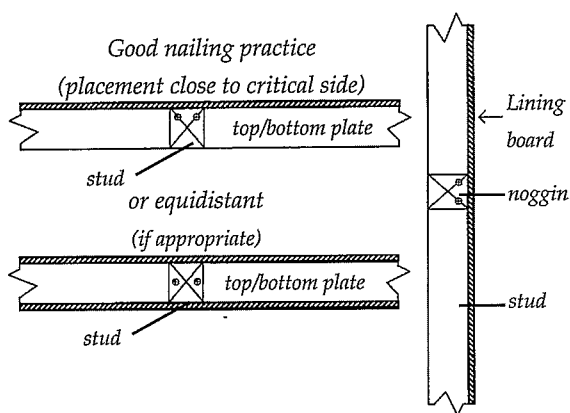 Good nailing practice
(placement close to critical side)
top/bottom plate
stud
or equidistant
(if appropriate)
top/bottom plate
stud
Lining
board
noggin
stud